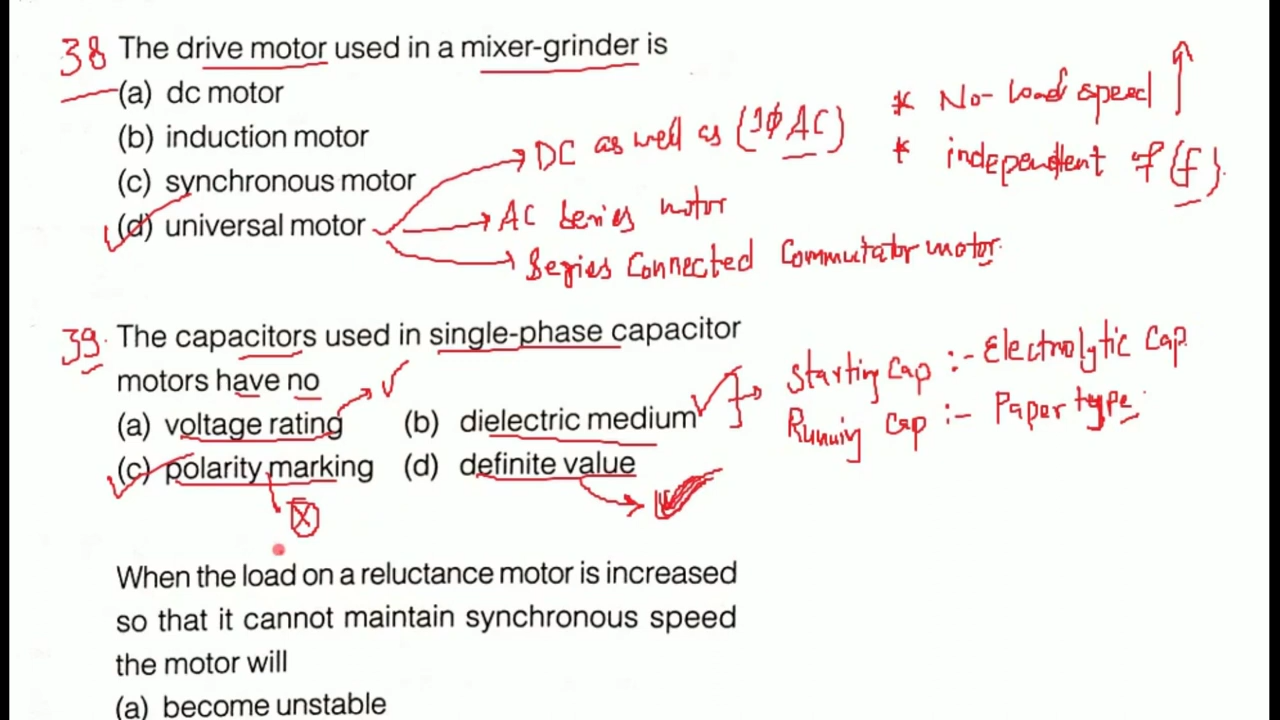 38 The drive motor used in a mixer-grinder is
(a) dc motor
(b) induction motor
(c) synchronous motor
(d) universal motor
DC as well as (1ϕ AC)
AC Series motor
Series Connected Commutator motor.
* No-load speed ↑
* independent of (f).
39. The capacitors used in single-phase capacitor
motors have no
(a) voltage rating (b) dielectric medium
(c) polarity marking (d) definite value
Starting Cap :- Electrolytic Cap
Running Cap :- Paper type
When the load on a reluctance motor is increased
so that it cannot maintain synchronous speed
the motor will
(a) become unstable